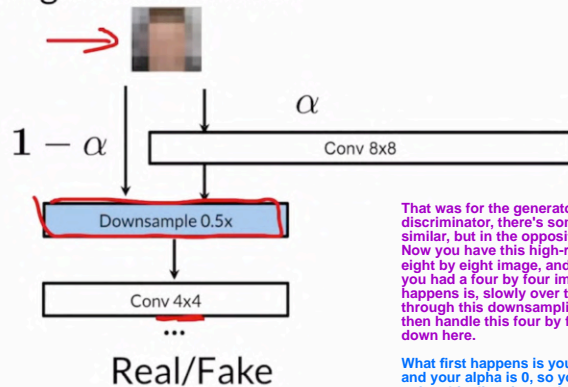 α
1 − α
Conv 8x8
Downsample 0.5x
Conv 4x4
...
Real/Fake
That was for the
discriminator, there's
similar, but in the
Now you have this
eight by eight image, and
you had a four by four
happens is, slowly over
through this
then handle this four by
down here.
What first happens is
and your alpha is 0, so